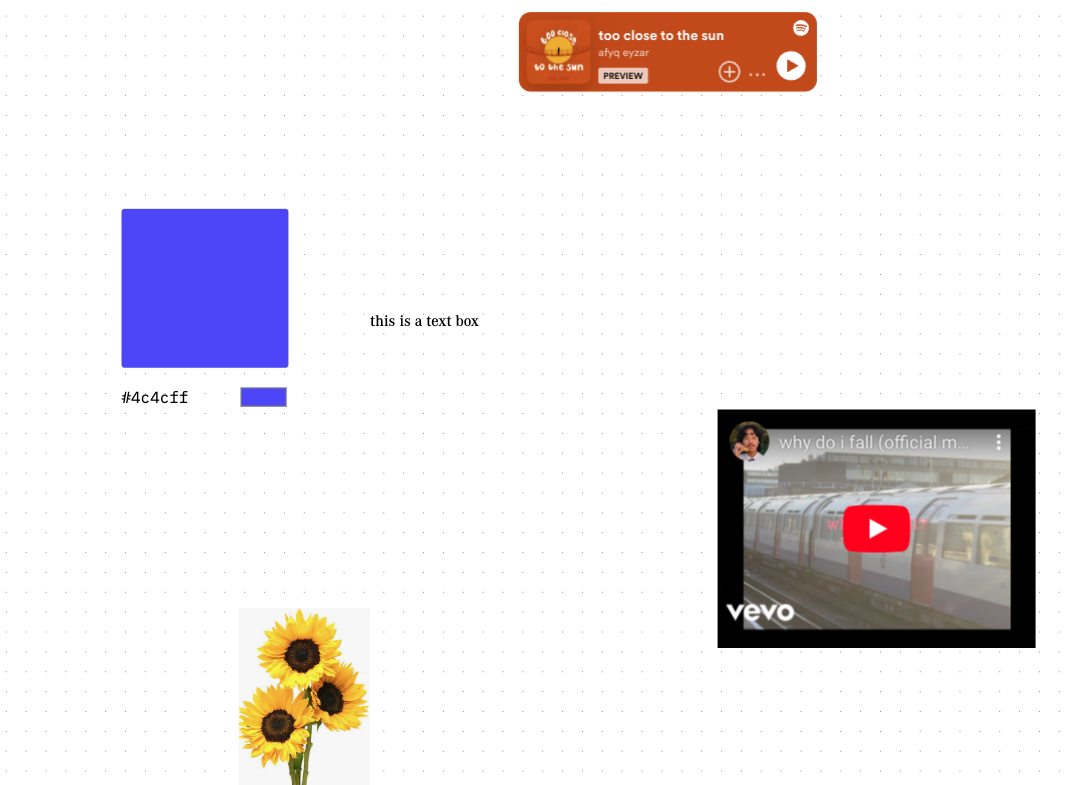 too close
to the sun
too close to the sun
afyq eyzar
PREVIEW
this is a text box
#4c4cff
why do i fall (official m...
vevo